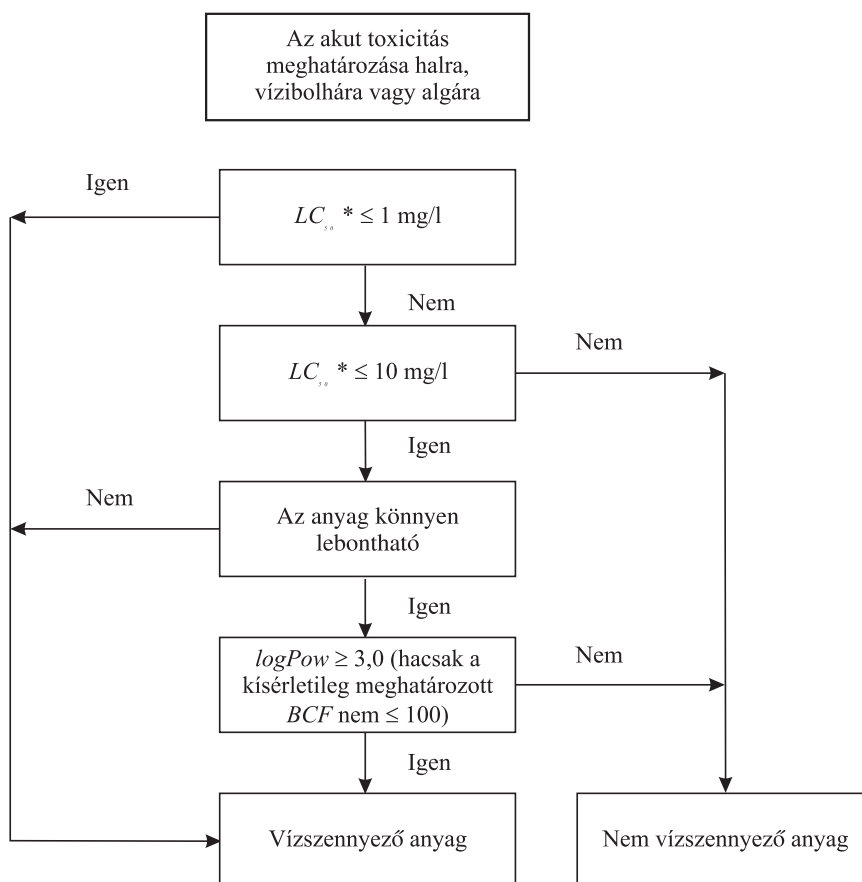 Az akut toxicitás
meghatározása halra,
vízibolhára vagy algára
Igen
LC₅₀ * ≤ 1 mg/l
Nem
LC₅₀ * ≤ 10 mg/l
Nem
Igen
Nem
Az anyag könnyen
lebontható
Igen
logPow ≥ 3,0 (hacsak a
kísérletileg meghatározott
BCF nem ≤ 100)
Nem
Igen
Vízszennyező anyag
Nem vízszennyező anyag